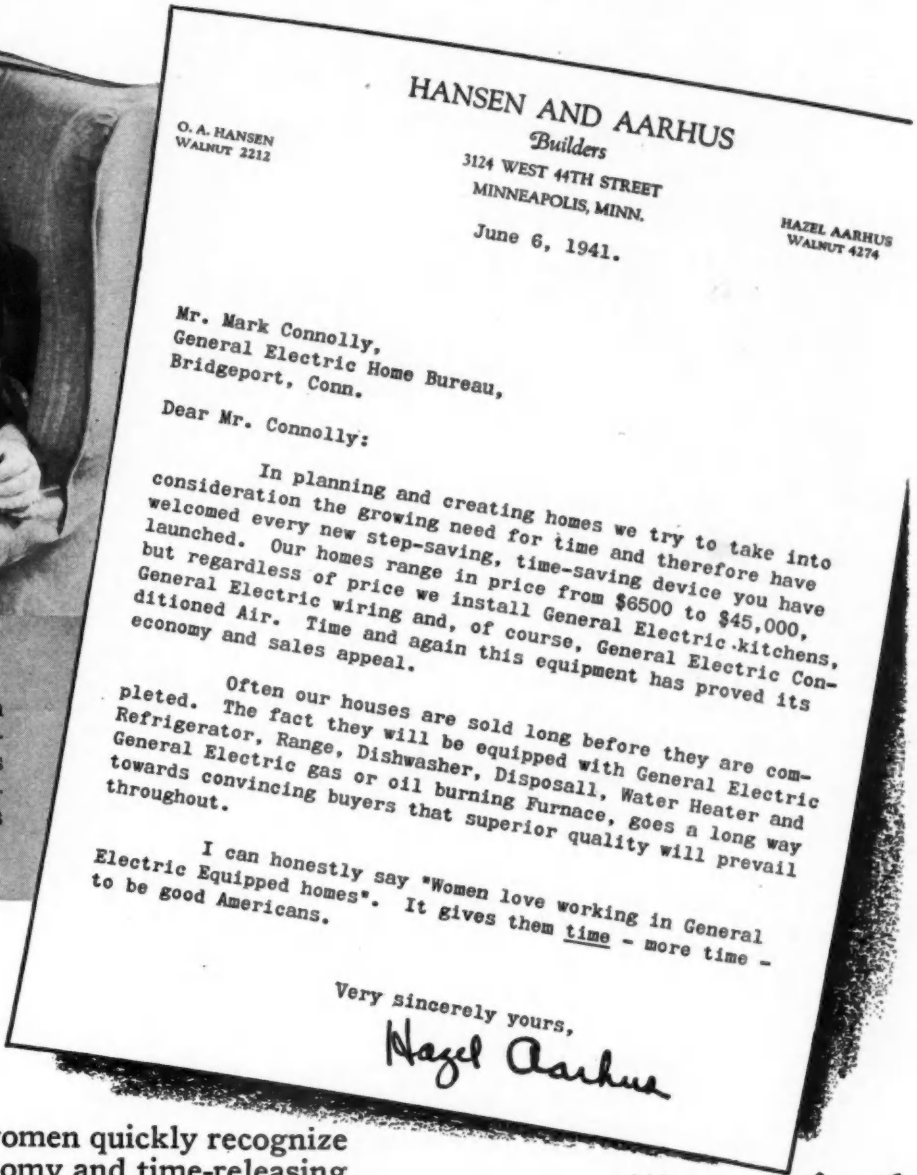 HANSEN AND AARHUS
Builders
3124 WEST 44TH STREET
MINNEAPOLIS, MINN.
O. A. HANSEN
WALNUT 2212
HAZEL AARHUS
WALNUT 4274
June 6, 1941.
Mr. Mark Connolly,
General Electric Home Bureau,
Bridgeport, Conn.
Dear Mr. Connolly:
In planning and creating homes we try to take into
consideration the growing need for time and therefore have
welcomed every new step-saving, time-saving device you have
launched. Our homes range in price from $6500 to $45,000,
but regardless of price we install General Electric kitchens,
General Electric wiring and, of course, General Electric Con-
ditioned Air. Time and again this equipment has proved its
economy and sales appeal.
Often our houses are sold long before they are com-
pleted. The fact they will be equipped with General Electric
Refrigerator, Range, Dishwasher, Disposall, Water Heater and
General Electric gas or oil burning Furnace, goes a long way
towards convincing buyers that superior quality will prevail
throughout.
I can honestly say "Women love working in General
Electric Equipped homes". It gives them time - more time -
to be good Americans.
Very sincerely yours,
Hazel Aarhus
women quickly recognize
omy and time-releasing